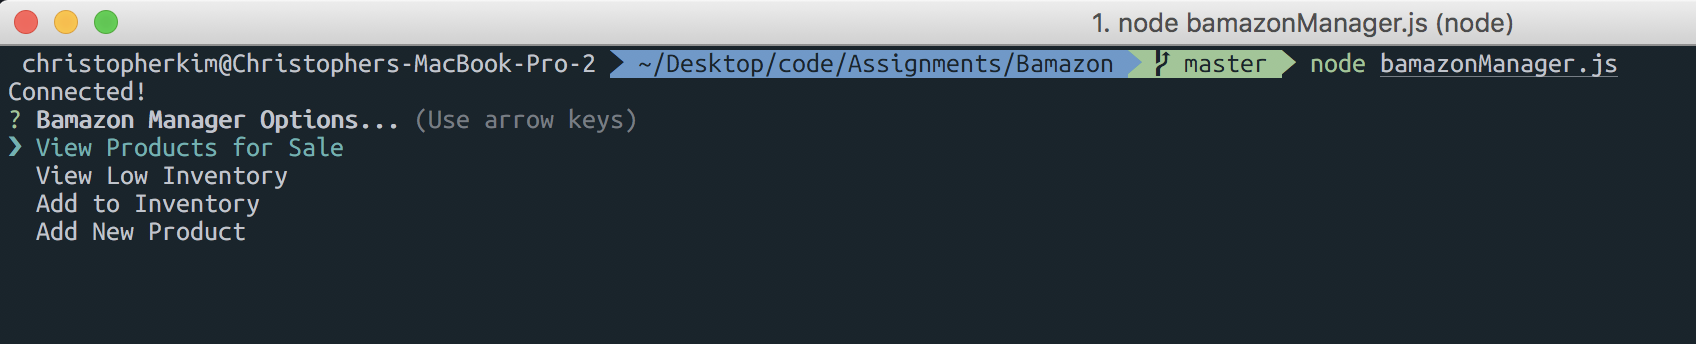 1. node bamazonManager.js (node)
christopherkim@Christophers-MacBook-Pro-2 ~/Desktop/code/Assignments/Bamazon master node bamazonManager.js
Connected!
? Bamazon Manager Options... (Use arrow keys)
❯ View Products for Sale
View Low Inventory
Add to Inventory
Add New Product